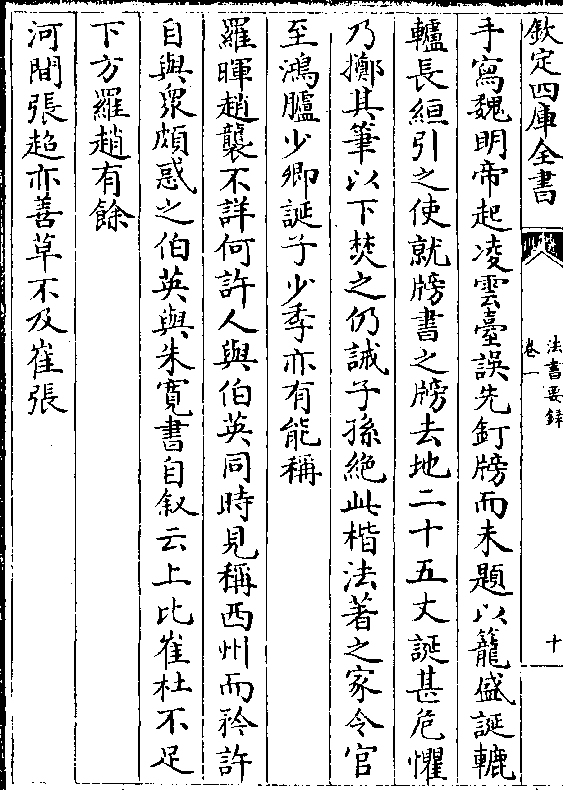 欽定四庫全書
法書要錄
卷一
十
手寫魏明帝起凌雲臺誤先釘牓而未題以籠盛誕轆
轤長絙引之使就牓書之牓去地二十五丈誕甚危懼
乃擲其筆以下焚之仍誡子孫絶此楷法著之家令官
至鴻臚少卿誕子少季亦有能稱
羅暉趙襲不詳何許人與伯英同時見稱西州而矜許
自與衆頗惑之伯英與朱寛書自叙云上比崔杜不足
下方羅趙有餘
河間張超亦善草不及崔張